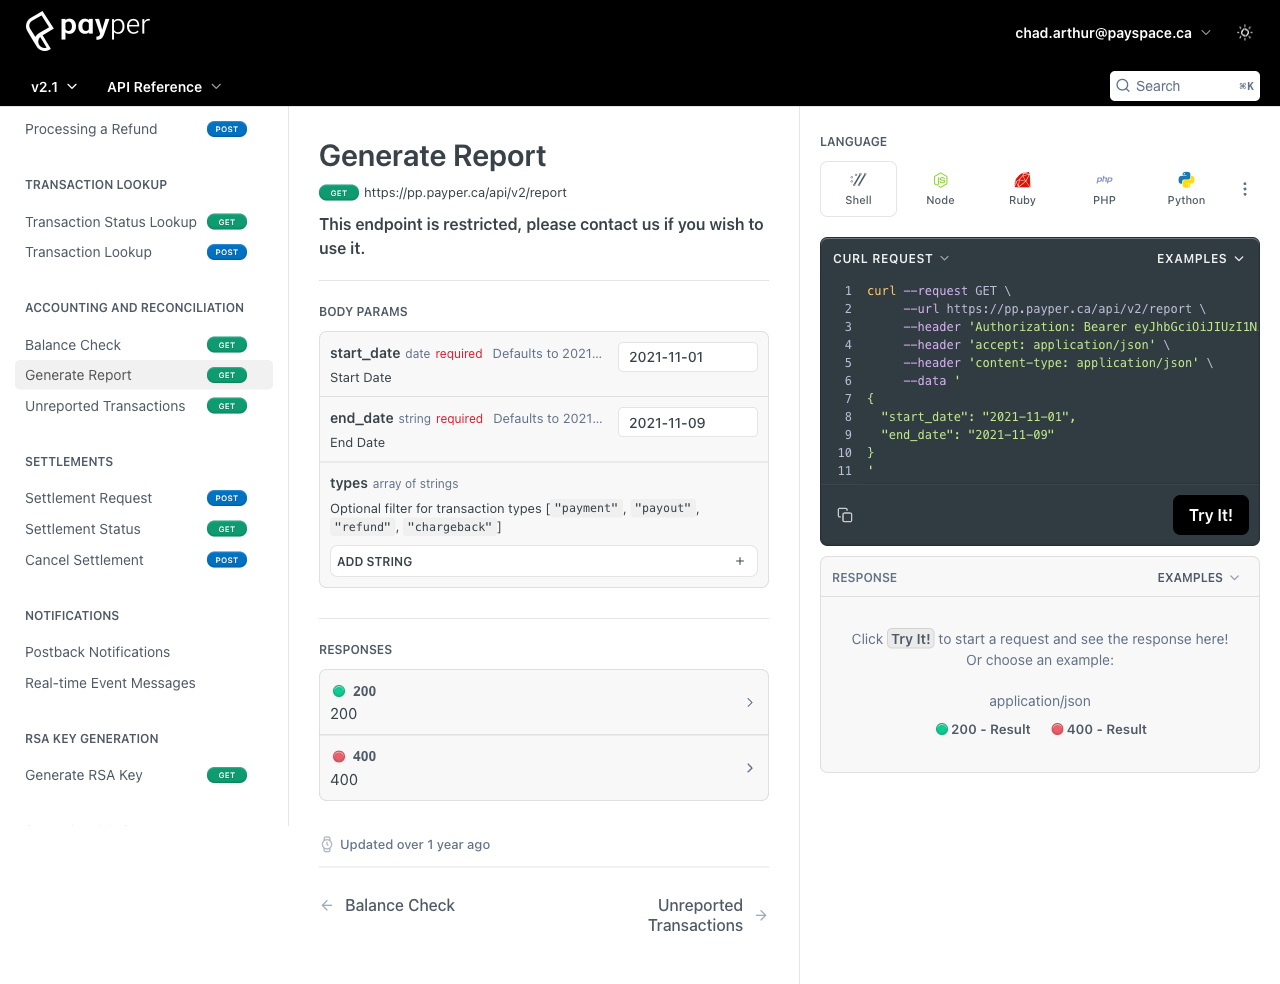 payper
chad.arthur@payspace.ca
v2.1
API Reference
Search
⌘K
Processing a Refund POST
TRANSACTION LOOKUP
Transaction Status Lookup GET
Transaction Lookup POST
ACCOUNTING AND RECONCILIATION
Balance Check GET
Generate Report GET
Unreported Transactions GET
SETTLEMENTS
Settlement Request POST
Settlement Status GET
Cancel Settlement POST
NOTIFICATIONS
Postback Notifications
Real-time Event Messages
RSA KEY GENERATION
Generate RSA Key GET
Generate Report
GET https://pp.payper.ca/api/v2/report
This endpoint is restricted, please contact us if you wish to
use it.
BODY PARAMS
start_date date required Defaults to 2021… 2021-11-01
Start Date
end_date string required Defaults to 2021… 2021-11-09
End Date
types array of strings
Optional filter for transaction types [ "payment" , "payout" ,
"refund" , "chargeback" ]
ADD STRING +
RESPONSES
200
200
400
400
Updated over 1 year ago
Balance Check
Unreported
Transactions
LANGUAGE
Shell
Node
Ruby
php
PHP
Python
CURL REQUEST
EXAMPLES
1 curl --request GET \
2 --url https://pp.payper.ca/api/v2/report \
3 --header 'Authorization: Bearer eyJhbGciOiJIUzI1N
4 --header 'accept: application/json' \
5 --header 'content-type: application/json' \
6 --data '
7 {
8 "start_date": "2021-11-01",
9 "end_date": "2021-11-09"
10 }
11 '
Try It!
RESPONSE
EXAMPLES
Click Try It! to start a request and see the response here!
Or choose an example:
application/json
200 - Result
400 - Result